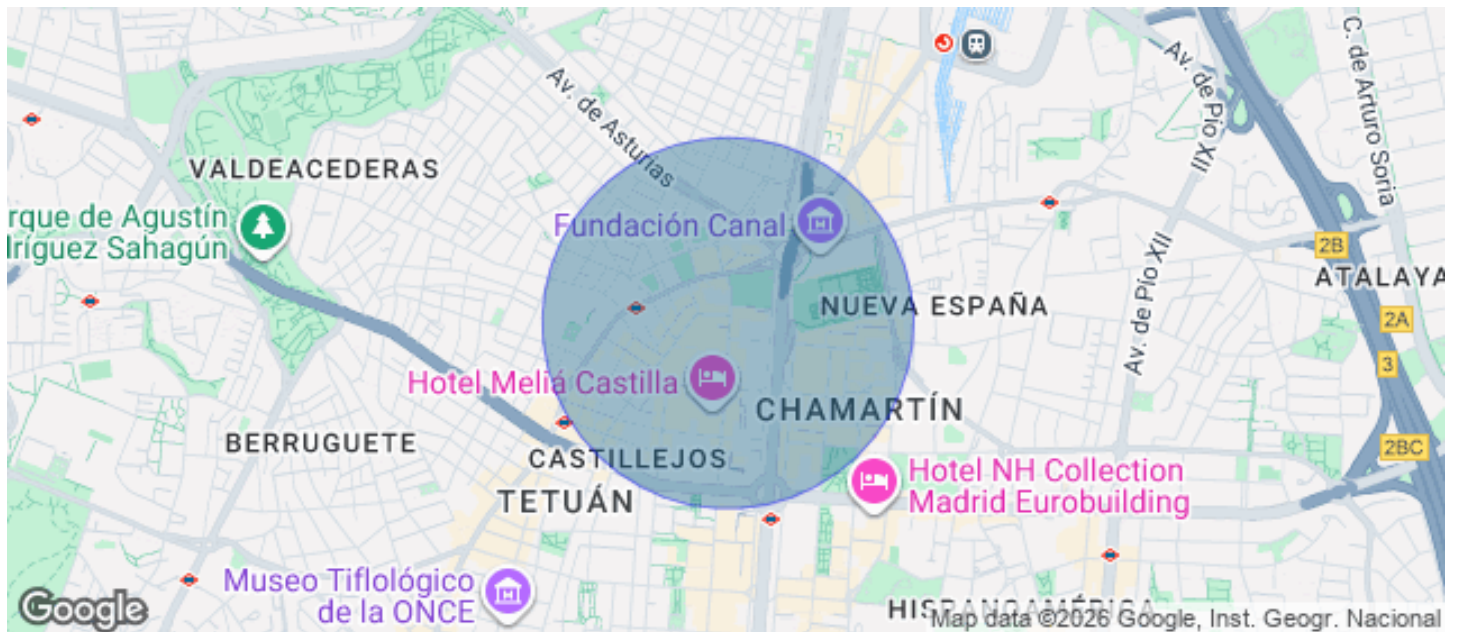 Av. de Asturias
Av. de Pío XII
C. de Arturo Soria
VALDEACEDERAS
rque de Agustín
dríguez Sahagún
Fundación Canal
2B
ATALAYA
NUEVA ESPAÑA
Av. de Pío XII
2A
3
Hotel Meliá Castilla
CHAMARTÍN
BERRUGUETE
CASTILLEJOS
2BC
TETUÁN
Hotel NH Collection
Madrid Eurobuilding
Museo Tiflológico
de la ONCE
HISPANOAMÉRICA
Google
Map data ©2026 Google, Inst. Geogr. Nacional